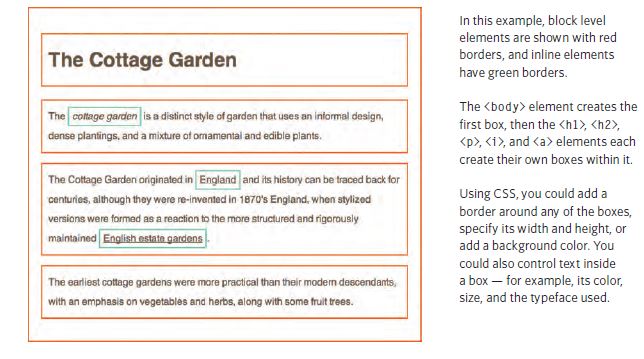 The Cottage Garden
The cottage garden is a distinct style of garden that uses an informal design,
dense plantings, and a mixture of ornamental and edible plants.
The Cottage Garden originated in England and its history can be traced back for
centuries, although they were re-invented in 1870's England, when stylized
versions were formed as a reaction to the more structured and rigorously
maintained English estate gardens.
The earliest cottage gardens were more practical than their modern descendants,
with an emphasis on vegetables and herbs, along with some fruit trees.
In this example, block level
elements are shown with red
borders, and inline elements
have green borders.
The <body> element creates the
first box, then the <h1>, <h2>,
<p>, <i>, and <a> elements each
create their own boxes within it.
Using CSS, you could add a
border around any of the boxes,
specify its width and height, or
add a background color. You
could also control text inside
a box — for example, its color,
size, and the typeface used.